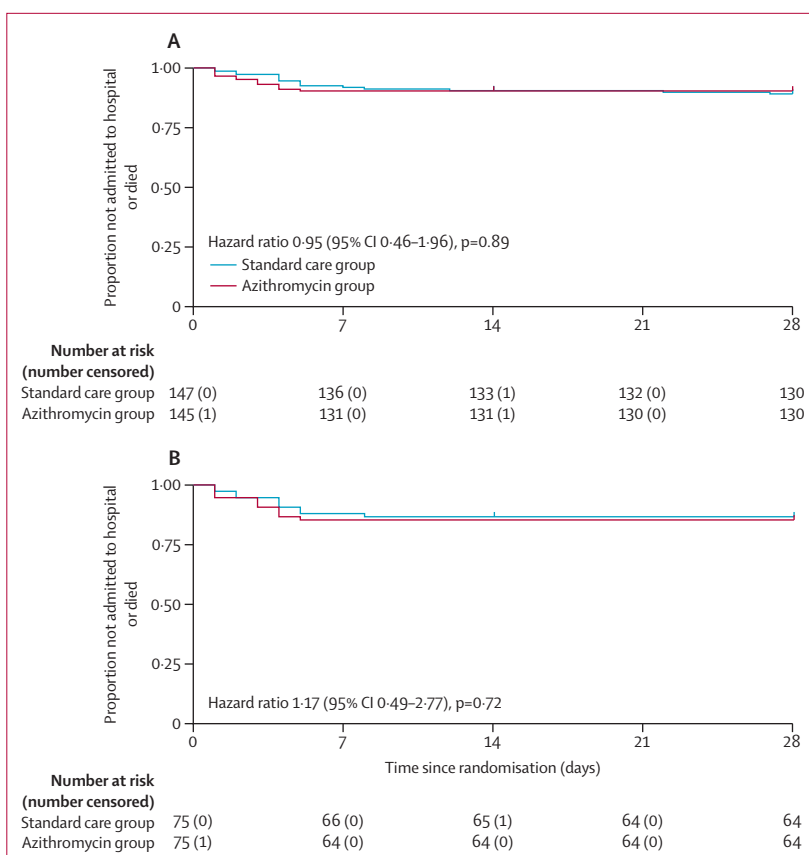 A
Proportion not admitted to hospital
or died
1·00
0·75
0·50
0·25
0
Hazard ratio 0·95 (95% CI 0·46–1·96), p=0·89
Standard care group
Azithromycin group
0 7 14 21 28
Number at risk
(number censored)
Standard care group 147 (0) 136 (0) 133 (1) 132 (0) 130
Azithromycin group 145 (1) 131 (0) 131 (1) 130 (0) 130
B
Proportion not admitted to hospital
or died
1·00
0·75
0·50
0·25
0
Hazard ratio 1·17 (95% CI 0·49–2·77), p=0·72
0 7 14 21 28
Time since randomisation (days)
Number at risk
(number censored)
Standard care group 75 (0) 66 (0) 65 (1) 64 (0) 64
Azithromycin group 75 (1) 64 (0) 64 (0) 64 (0) 64